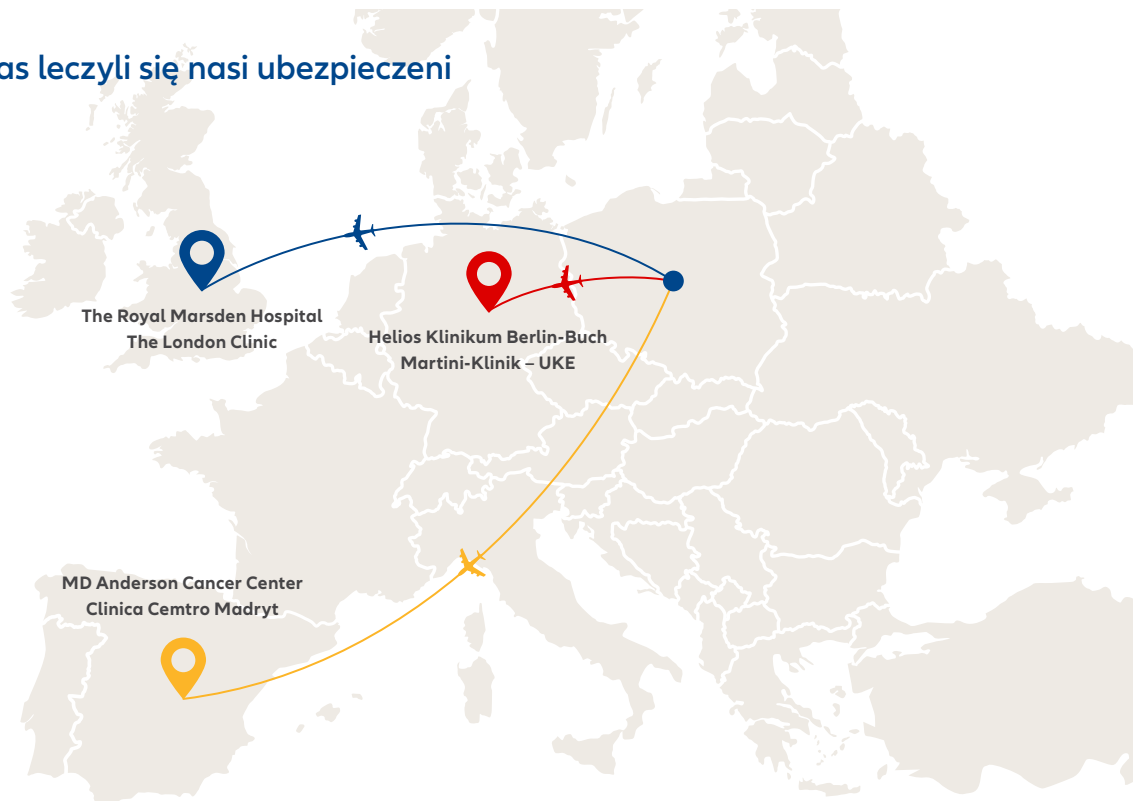 leczyli się nasi ubezpieczeni
The Royal Marsden Hospital
The London Clinic
Helios Klinikum Berlin-Buch
Martini-Klinik – UKE
MD Anderson Cancer Center
Clinica Cemtro Madryt